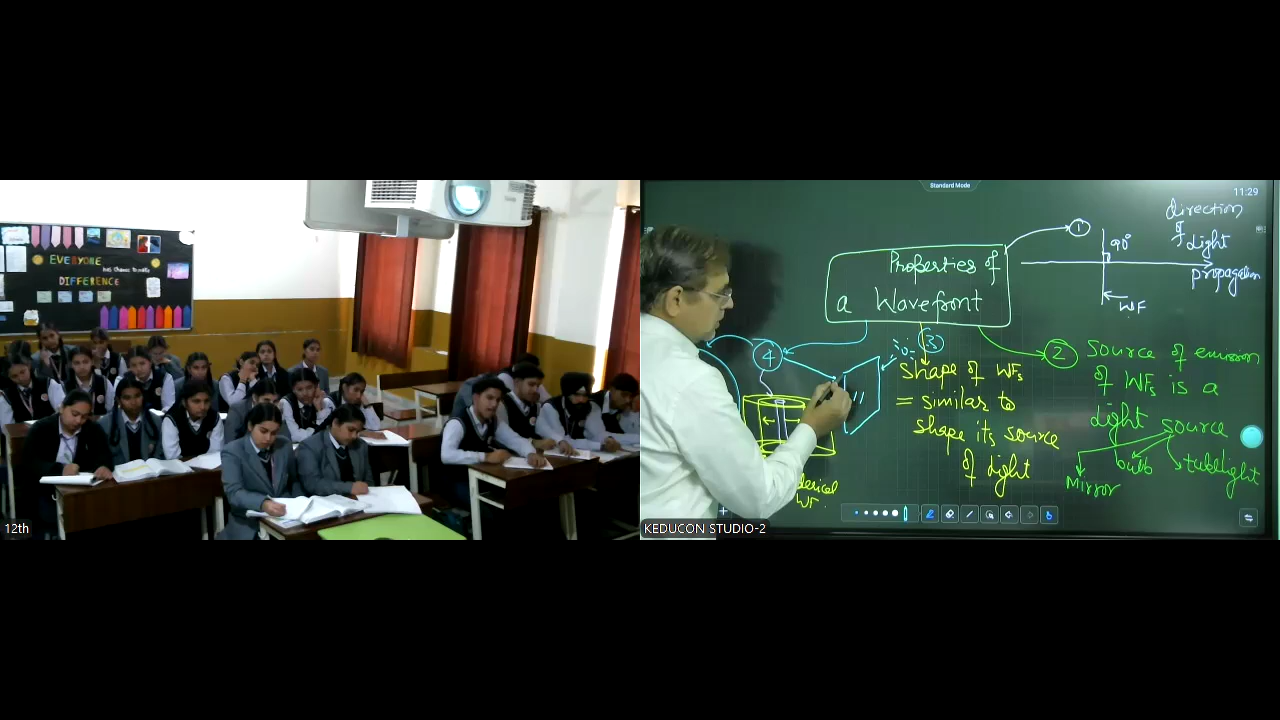 EVERYONE
DIFFERENCE
12th
Standard Mode
11:29
direction
of
Light
propagation
1
90°
WF
Properties of
a Wavefront
4
3
2
Source of emission
of WFs is a
Light source
Mirror
bulb
shape of WFs
= similar to
shape its source
of Light
WF
KEDUCON STUDIO-2